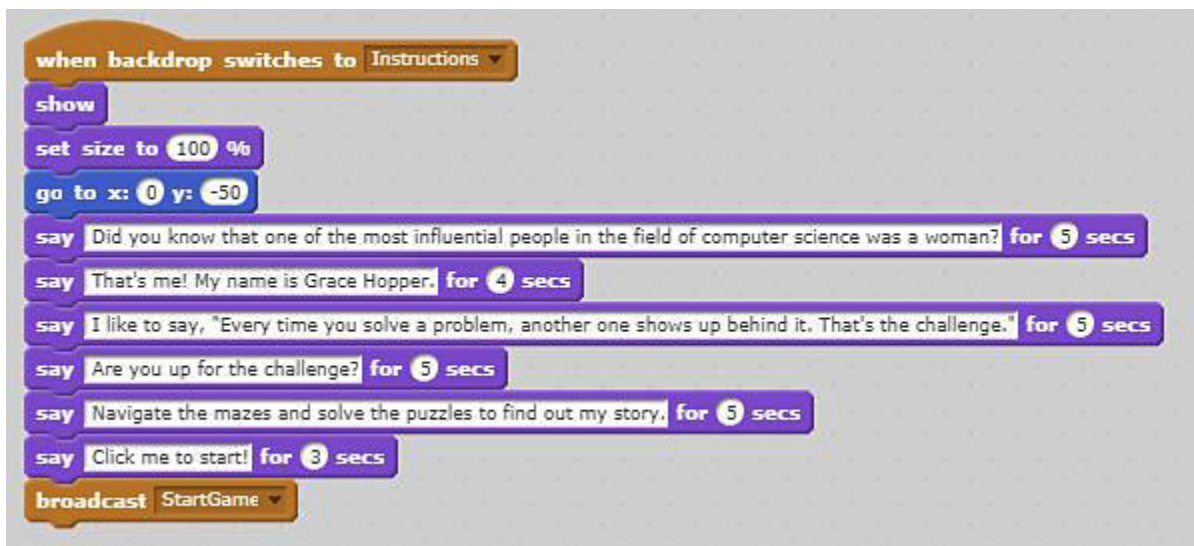 when backdrop switches to Instructions
show
set size to 100 %
go to x: 0 y: -50
say Did you know that one of the most influential people in the field of computer science was a woman? for 5 secs
say That's me! My name is Grace Hopper. for 4 secs
say I like to say, "Every time you solve a problem, another one shows up behind it. That's the challenge." for 5 secs
say Are you up for the challenge? for 5 secs
say Navigate the mazes and solve the puzzles to find out my story. for 5 secs
say Click me to start! for 3 secs
broadcast StartGame